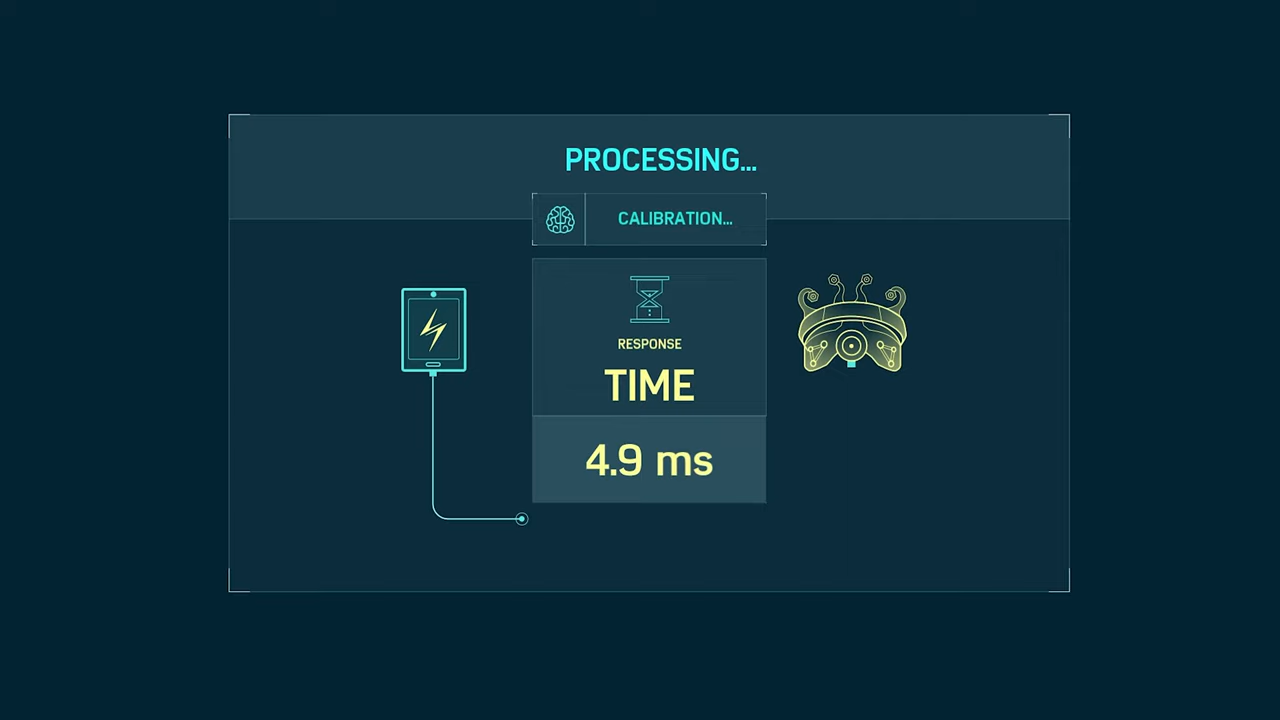 PROCESSING...
CALIBRATION...
RESPONSE
TIME
4.9 ms